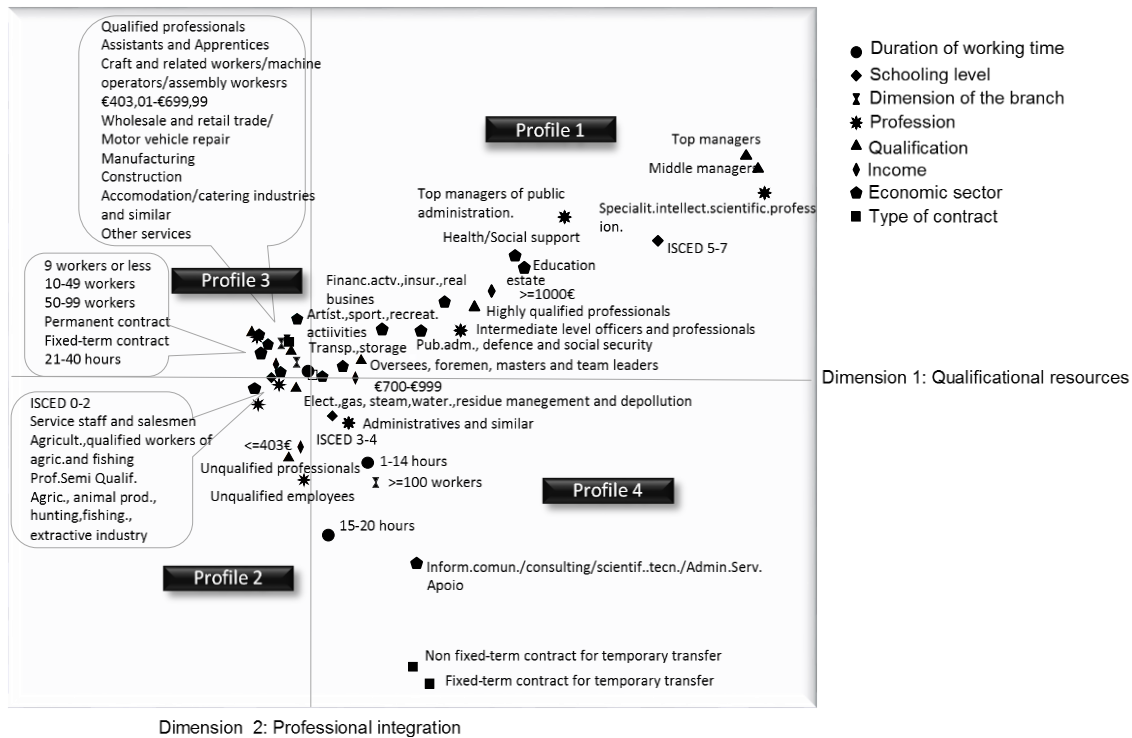 Qualified professionals
Assistants and Apprentices
Craft and related workers/machine
operators/assembly workesrs
€403,01-€699,99
Wholesale and retail trade/
Motor vehicle repair
Manufacturing
Construction
Accomodation/catering industries
and similar
Other services
9 workers or less
10-49 workers
50-99 workers
Permanent contract
Fixed-term contract
21-40 hours
ISCED 0-2
Service staff and salesmen
Agricult.,qualified workers of
agric.and fishing
Prof.Semi Qualif.
Agric., animal prod.,
hunting,fishing.,
extractive industry
Profile 1
Profile 3
Profile 2
Profile 4
Top managers
Middle managers
Top managers of public
administration.
Specialit.intellect.scientific.profess
ion.
ISCED 5-7
Health/Social support
Education
Financ.actv.,insur.,real
estate
busines
>=1000€
Highly qualified professionals
Artíst.,sport.,recreat.
actiivities
Intermediate level officers and professionals
Pub.adm., defence and social security
Transp.,storage
Oversees, foremen, masters and team leaders
€700-€999
Elect.,gas, steam,water.,residue mangement and depollution
Administratives and similar
ISCED 3-4
<=403€
Unqualified professionals
1-14 hours
>=100 workers
Unqualified employees
15-20 hours
Inform.comun./consulting/scientif..tecn./Admin.Serv.
Apoio
Non fixed-term contract for temporary transfer
Fixed-term contract for temporary transfer
Duration of working time
Schooling level
Dimension of the branch
Profession
Qualification
Income
Economic sector
Type of contract
Dimension 1: Qualificational resources
Dimension 2: Professional integration